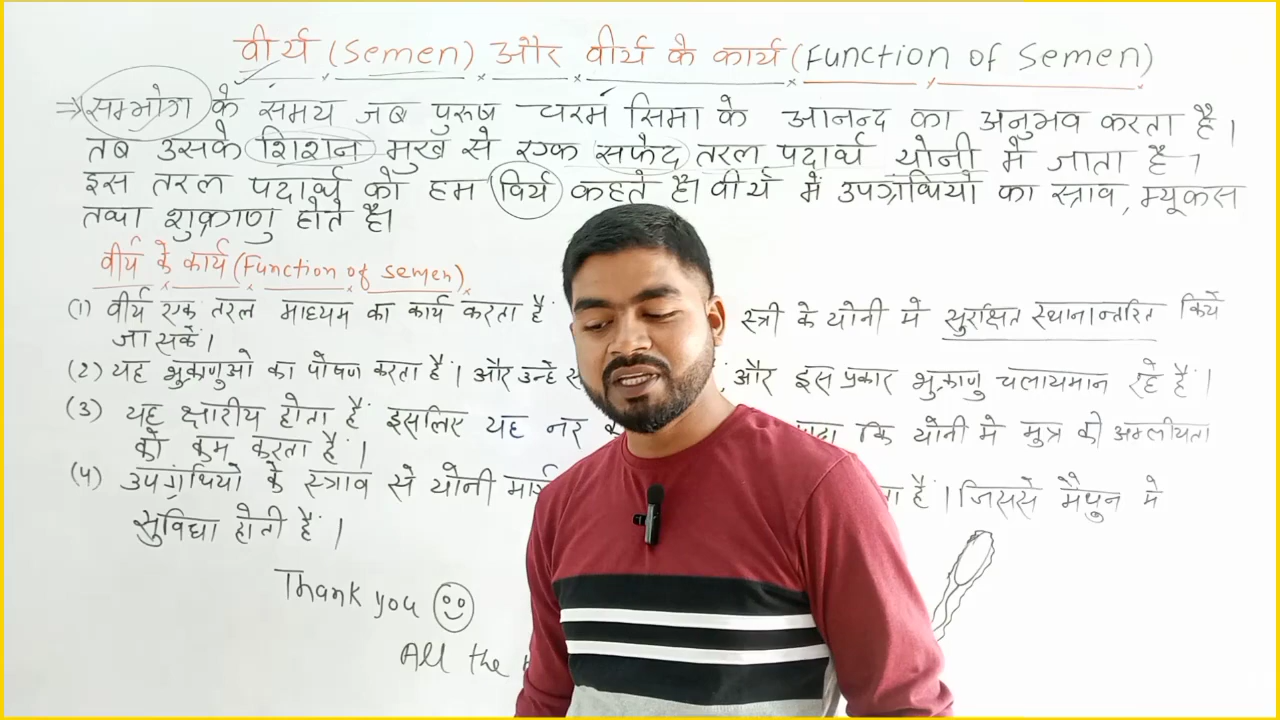 वीर्य (Semen) और वीर्य के कार्य (Function of Semen)
⇒ सम्भोग के समय जब पुरुष चरम सिमा के आनन्द का अनुभव करता है।
तब उसके शिशन मुख से एक सफेद तरल पदार्थ योनी मे जाता है।
इस तरल पदार्थ को हम विर्य कहते है। वीर्य में उपग्रंथियो का स्त्राव, म्यूकस
तथा शुक्राणु होते है।
वीर्य के कार्य (Function of semen)
(1) वीर्य एक तरल माध्यम का कार्य करता है स्त्री के योनी मे सुरक्षित स्थानान्तरित किये
जा सकें।
(2) यह शुक्राणुओ का पोषण करता है। और उन्हे और इस प्रकार शुक्राणु चलायमान रहे है।
(3) यह क्षारीय होता है इसलिए यह नर कि योनी मे मुत्र की अम्लीयता
को कम करता है।
(4) उपग्रंथियो के स्त्राव से योनी मार्ग है। जिससे मैथुन मे
सुविधा होती है।
Thank you
All the